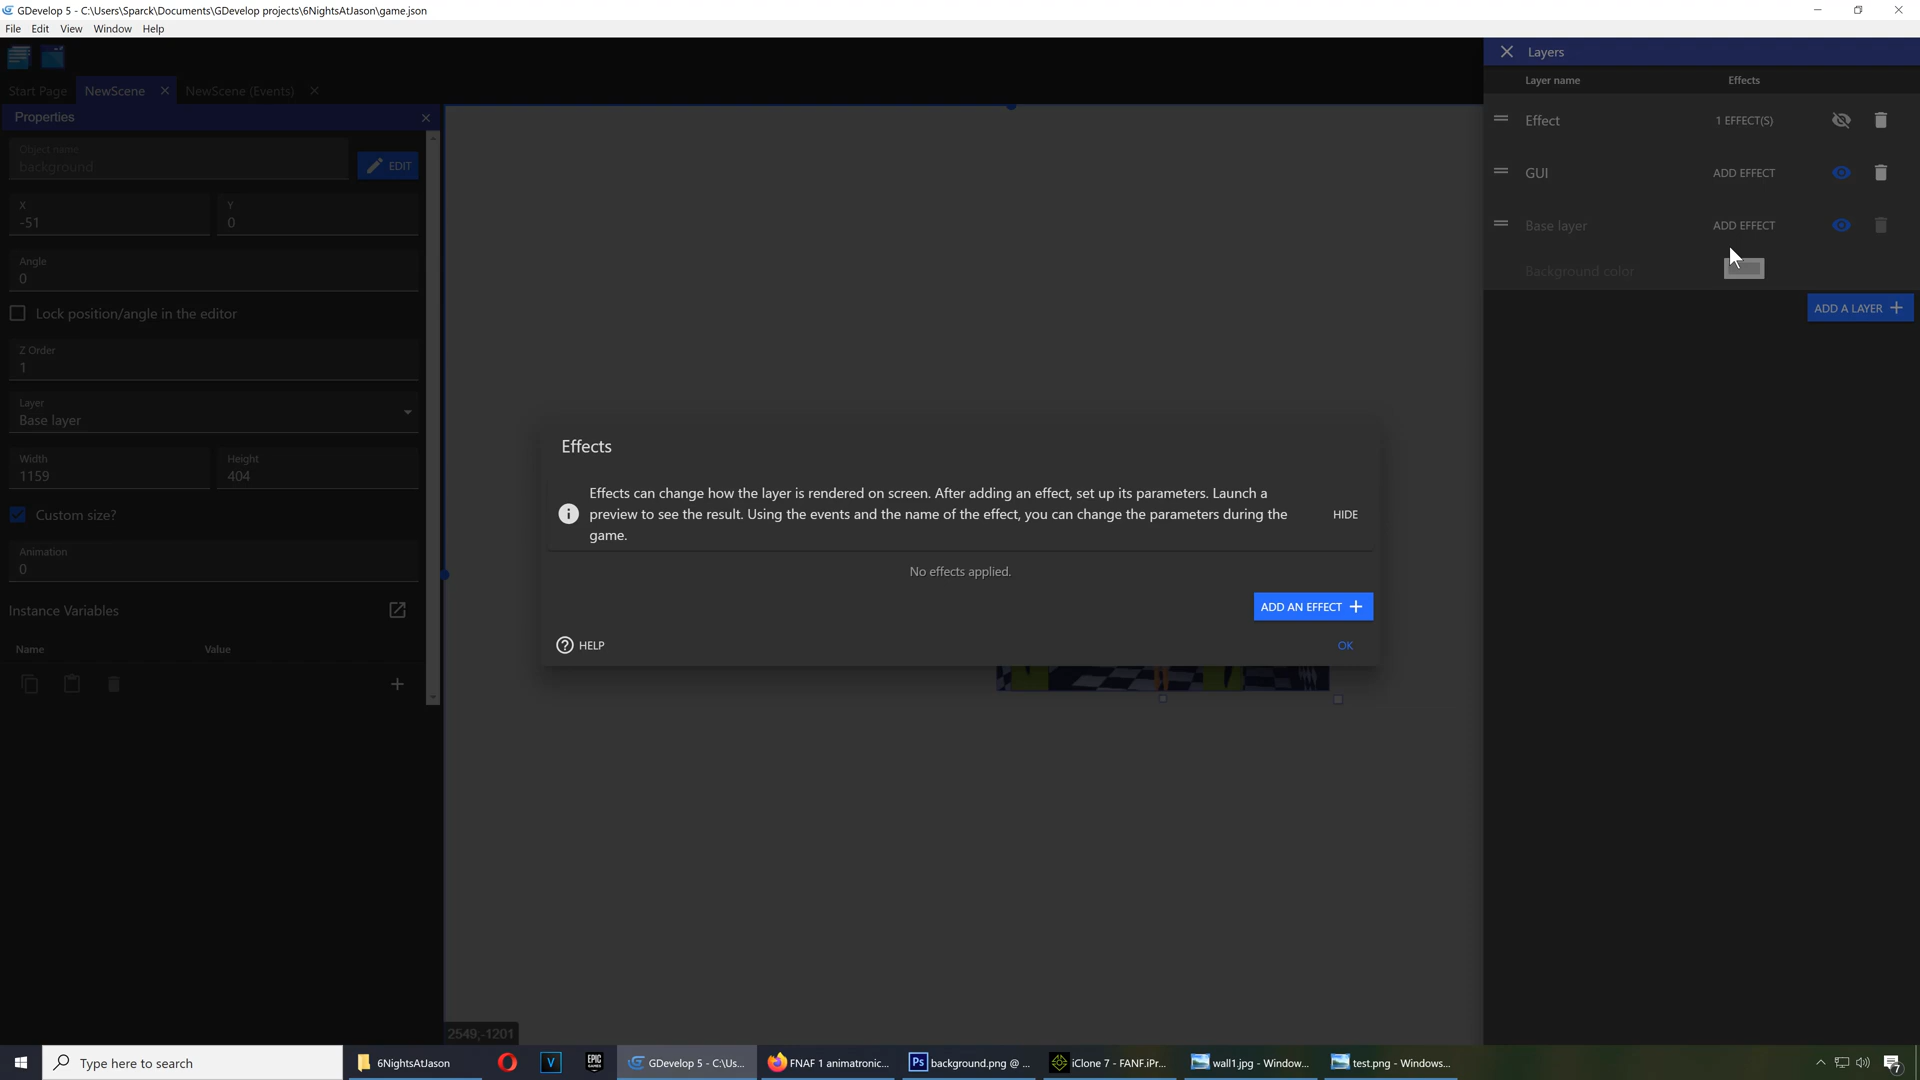 GDevelop 5 - C:\Users\Sparck\Documents\GDevelop projects\6NightsAtJason\game.json
File Edit View Window Help
Start Page NewScene NewScene (Events)
Properties
Object name
background
EDIT
X
-51
Y
0
Angle
0
Lock position/angle in the editor
Z Order
1
Layer
Base layer
Width
1159
Height
404
Custom size?
Animation
0
Instance Variables
Name Value
Effects
Effects can change how the layer is rendered on screen. After adding an effect, set up its parameters. Launch a
preview to see the result. Using the events and the name of the effect, you can change the parameters during the
game.
HIDE
No effects applied.
ADD AN EFFECT
HELP
OK
2549,-1201
Layers
Layer name Effects
Effect 1 EFFECT(S)
GUI ADD EFFECT
Base layer ADD EFFECT
Background color
ADD A LAYER
Type here to search
6NightsAtJason
V
EPIC GAMES
GDevelop 5 - C:\Us...
FNAF 1 animatronic...
Ps background.png @ ...
iClone 7 - FANF.iPr...
wall1.jpg - Window...
test.png - Windows...
7